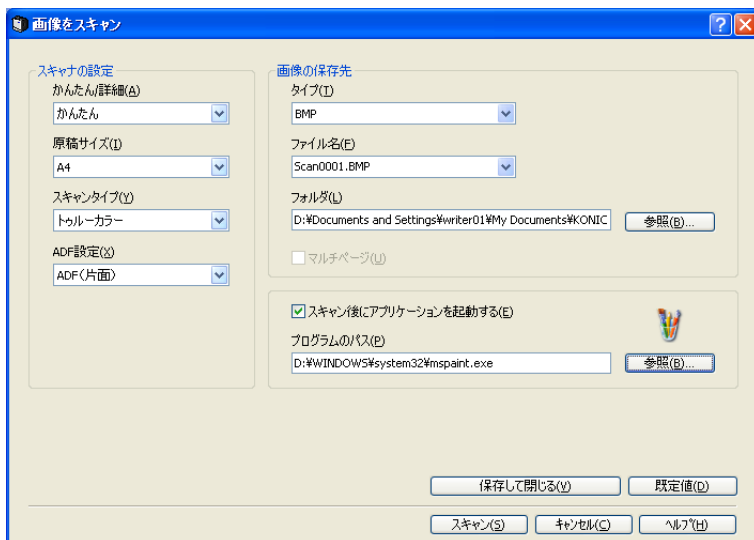 画像をスキャン
スキャナの設定
かんたん/詳細(A)
かんたん
原稿サイズ(I)
A4
スキャンタイプ(Y)
トゥルーカラー
ADF設定(X)
ADF(片面)
画像の保存先
タイプ(T)
BMP
ファイル名(F)
Scan0001.BMP
フォルダ(L)
D:¥Documents and Settings¥writer01¥My Documents¥KONIC
参照(B)...
マルチページ(U)
スキャン後にアプリケーションを起動する(E)
プログラムのパス(P)
D:¥WINDOWS¥system32¥mspaint.exe
参照(B)...
保存して閉じる(V)
既定値(D)
スキャン(S)
キャンセル(C)
ヘルプ(H)